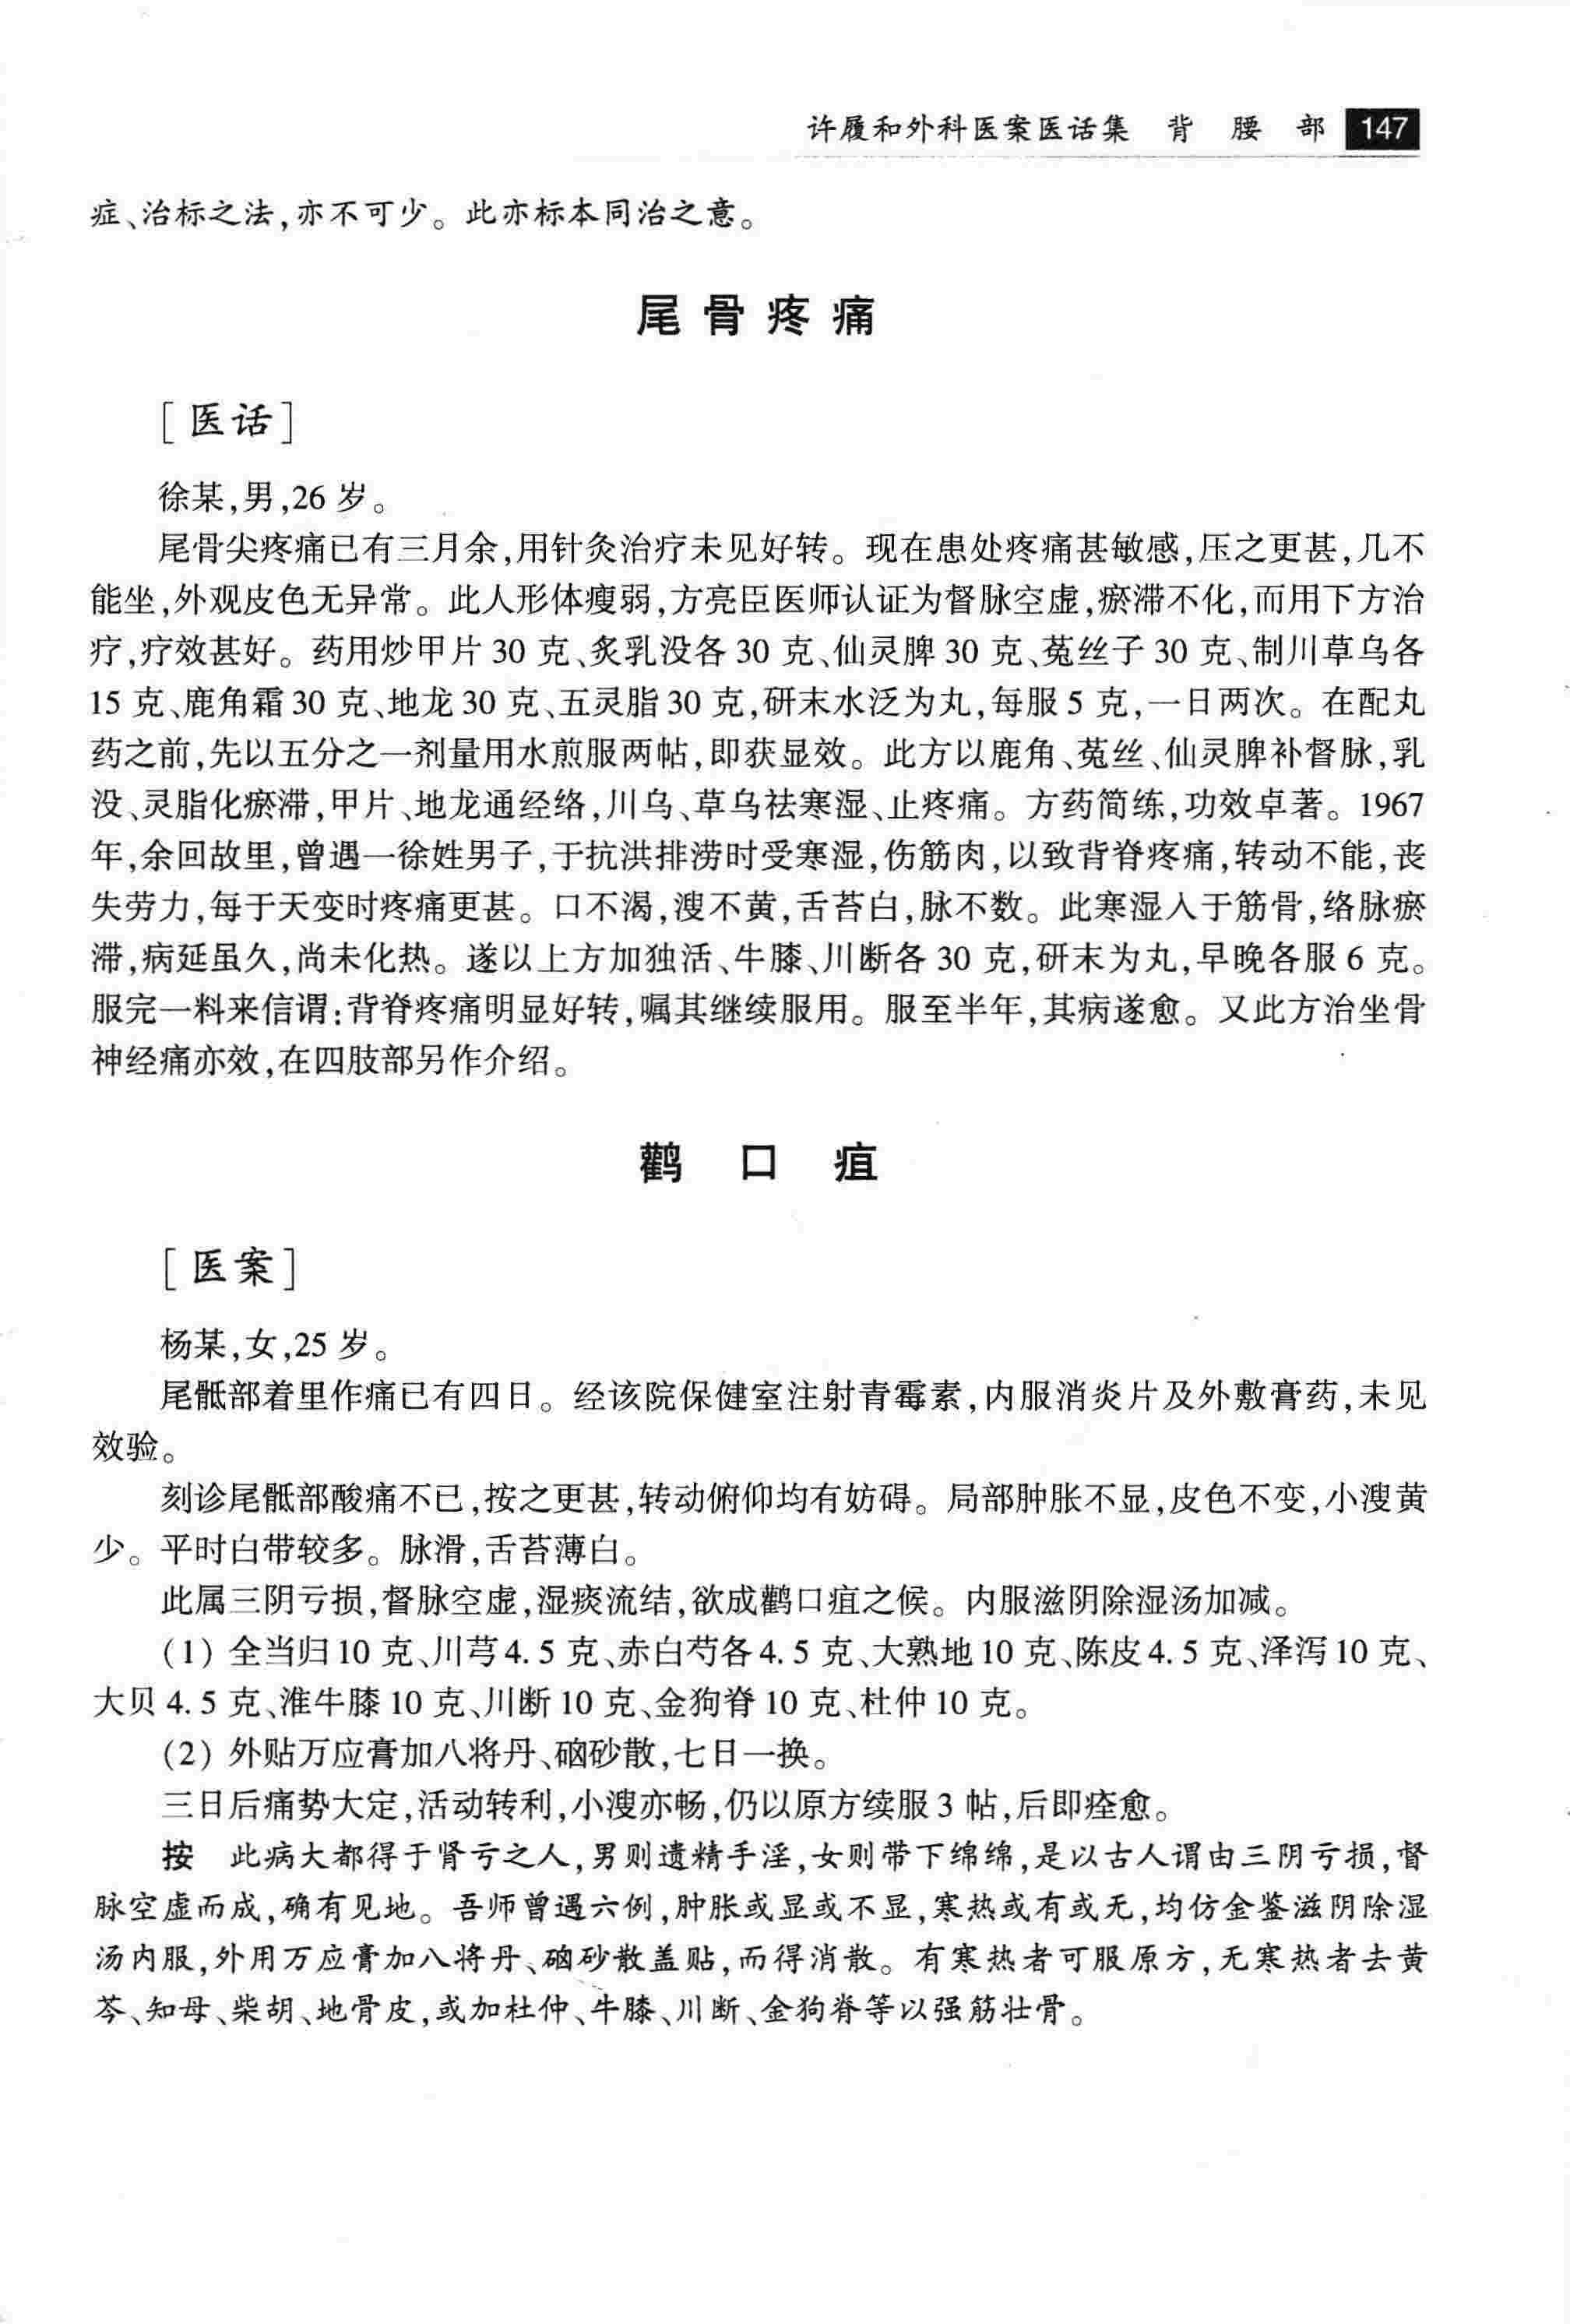 许履和外科医案医话集 背 腰 部 147
症、治标之法,亦不可少。此亦标本同治之意。
尾骨疼痛
[医话]
徐某,男,26岁。
尾骨尖疼痛已有三月余,用针灸治疗未见好转。现在患处疼痛甚敏感,压之更甚,几不
能坐,外观皮色无异常。此人形体瘦弱,方亮臣医师认证为督脉空虚,瘀滞不化,而用下方治
疗,疗效甚好。药用炒甲片30克、炙乳没各30克、仙灵脾30克、菟丝子30克、制川草乌各
15克、鹿角霜30克、地龙30克、五灵脂30克,研末水泛为丸,每服5克,一日两次。在配丸
药之前,先以五分之一剂量用水煎服两帖,即获显效。此方以鹿角、菟丝、仙灵脾补督脉,乳
没、灵脂化瘀滞,甲片、地龙通经络,川乌、草乌祛寒湿、止疼痛。方药简练,功效卓著。1967
年,余回故里,曾遇一徐姓男子,于抗洪排涝时受寒湿,伤筋肉,以致背脊疼痛,转动不能,丧
失劳力,每于天变时疼痛更甚。口不渴,溲不黄,舌苔白,脉不数。此寒湿入于筋骨,络脉瘀
滞,病延虽久,尚未化热。遂以上方加独活、牛膝、川断各30克,研末为丸,早晚各服6克。
服完一料来信谓:背脊疼痛明显好转,嘱其继续服用。服至半年,其病遂愈。又此方治坐骨
神经痛亦效,在四肢部另作介绍。
鹳口疽
[医案]
杨某,女,25岁。
尾骶部着里作痛已有四日。经该院保健室注射青霉素,内服消炎片及外敷膏药,未见
效验。
刻诊尾骶部酸痛不已,按之更甚,转动俯仰均有妨碍。局部肿胀不显,皮色不变,小溲黄
少。平时白带较多。脉滑,舌苔薄白。
此属三阴亏损,督脉空虚,湿痰流结,欲成鹳口疽之候。内服滋阴除湿汤加减。
(1) 全当归10克、川芎4.5克、赤白芍各4.5克、大熟地10克、陈皮4.5克、泽泻10克、
大贝4.5克、淮牛膝10克、川断10克、金狗脊10克、杜仲10克。
(2) 外贴万应膏加八将丹、硇砂散,七日一换。
三日后痛势大定,活动转利,小溲亦畅,仍以原方续服3帖,后即痊愈。
按 此病大都得于肾亏之人,男则遗精手淫,女则带下绵绵,是以古人谓由三阴亏损,督
脉空虚而成,确有见地。吾师曾遇六例,肿胀或显或不显,寒热或有或无,均仿金鉴滋阴除湿
汤内服,外用万应膏加八将丹、硇砂散盖贴,而得消散。有寒热者可服原方,无寒热者去黄
芩、知母、柴胡、地骨皮,或加杜仲、牛膝、川断、金狗脊等以强筋壮骨。